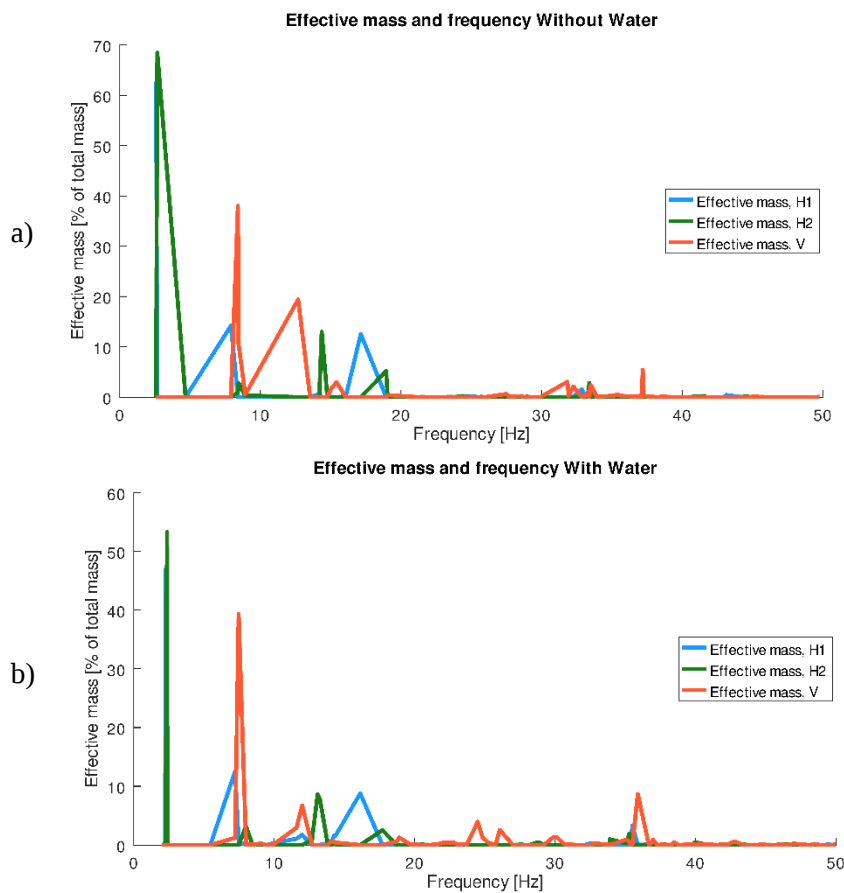 Effective mass and frequency Without Water
a)
Effective mass [% of total mass]
70
60
50
40
30
20
10
0
Effective mass, H1
Effective mass, H2
Effective mass, V
0 10 20 30 40 50
Frequency [Hz]
Effective mass and frequency With Water
b)
Effective mass [% of total mass]
60
50
40
30
20
10
0
Effective mass, H1
Effective mass, H2
Effective mass, V
0 10 20 30 40 50
Frequency [Hz]